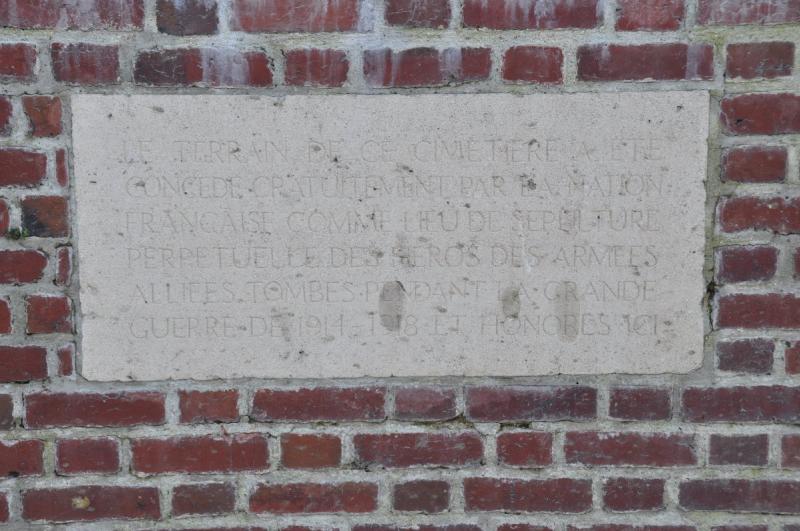 LE TERRAIN DE CE CIMETIERE A ETE
CONCEDE GRATUITEMENT PAR LA NATION
FRANÇAISE COMME LIEU DE SEPULTURE
PERPETUELLE DES HEROS DES ARMEES
ALLIEES TOMBES PENDANT LA GRANDE
GUERRE DE 1914-1918 ET HONORES ICI